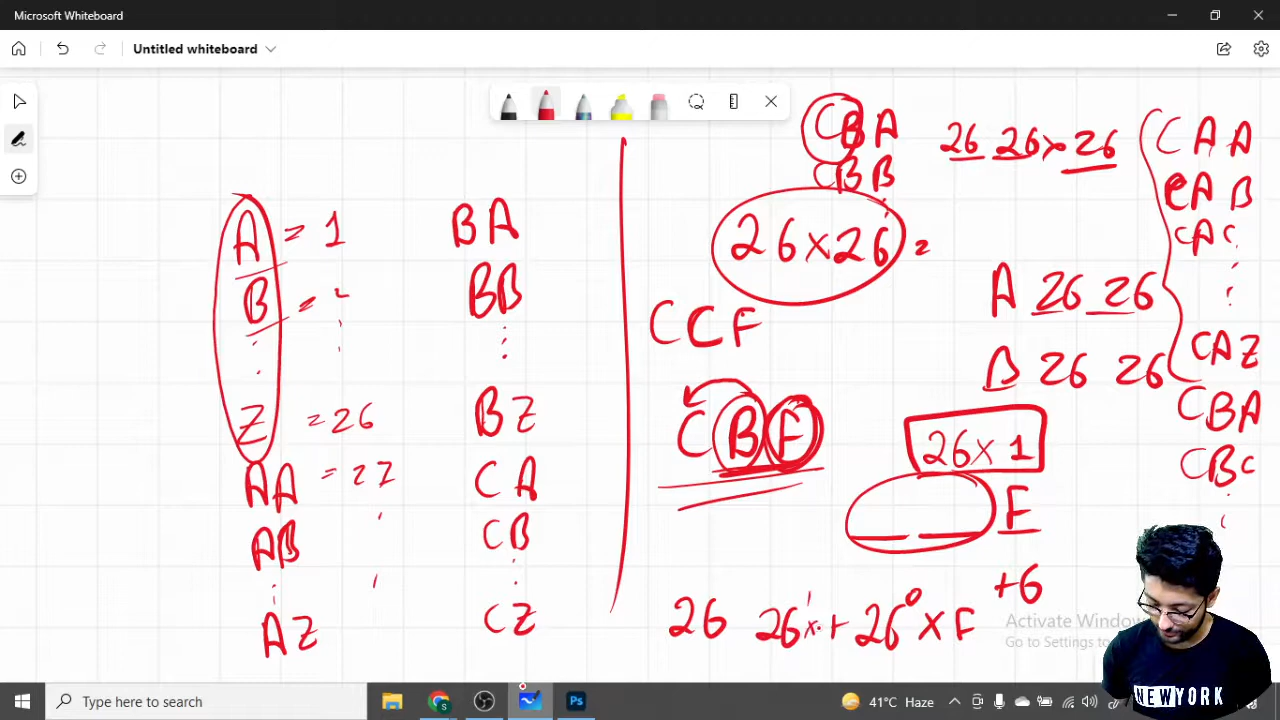 Microsoft Whiteboard
Untitled whiteboard
A = 1
B =
Z = 26
AA = 27
AB
AZ
BA
BB
BZ
CA
CB
CZ
CBA
CBB
26 × 26 =
CCF
CBF
26 26 × 26
A 26 26
B 26 26
26 × 1
F
+6
26 26¹ × + 26⁰ × F
CAA
CAB
CAC
CAZ
CBA
CBC
Activate Windows
Go to Settings to
NEW YORK
Type here to search
Ps
41°C Haze